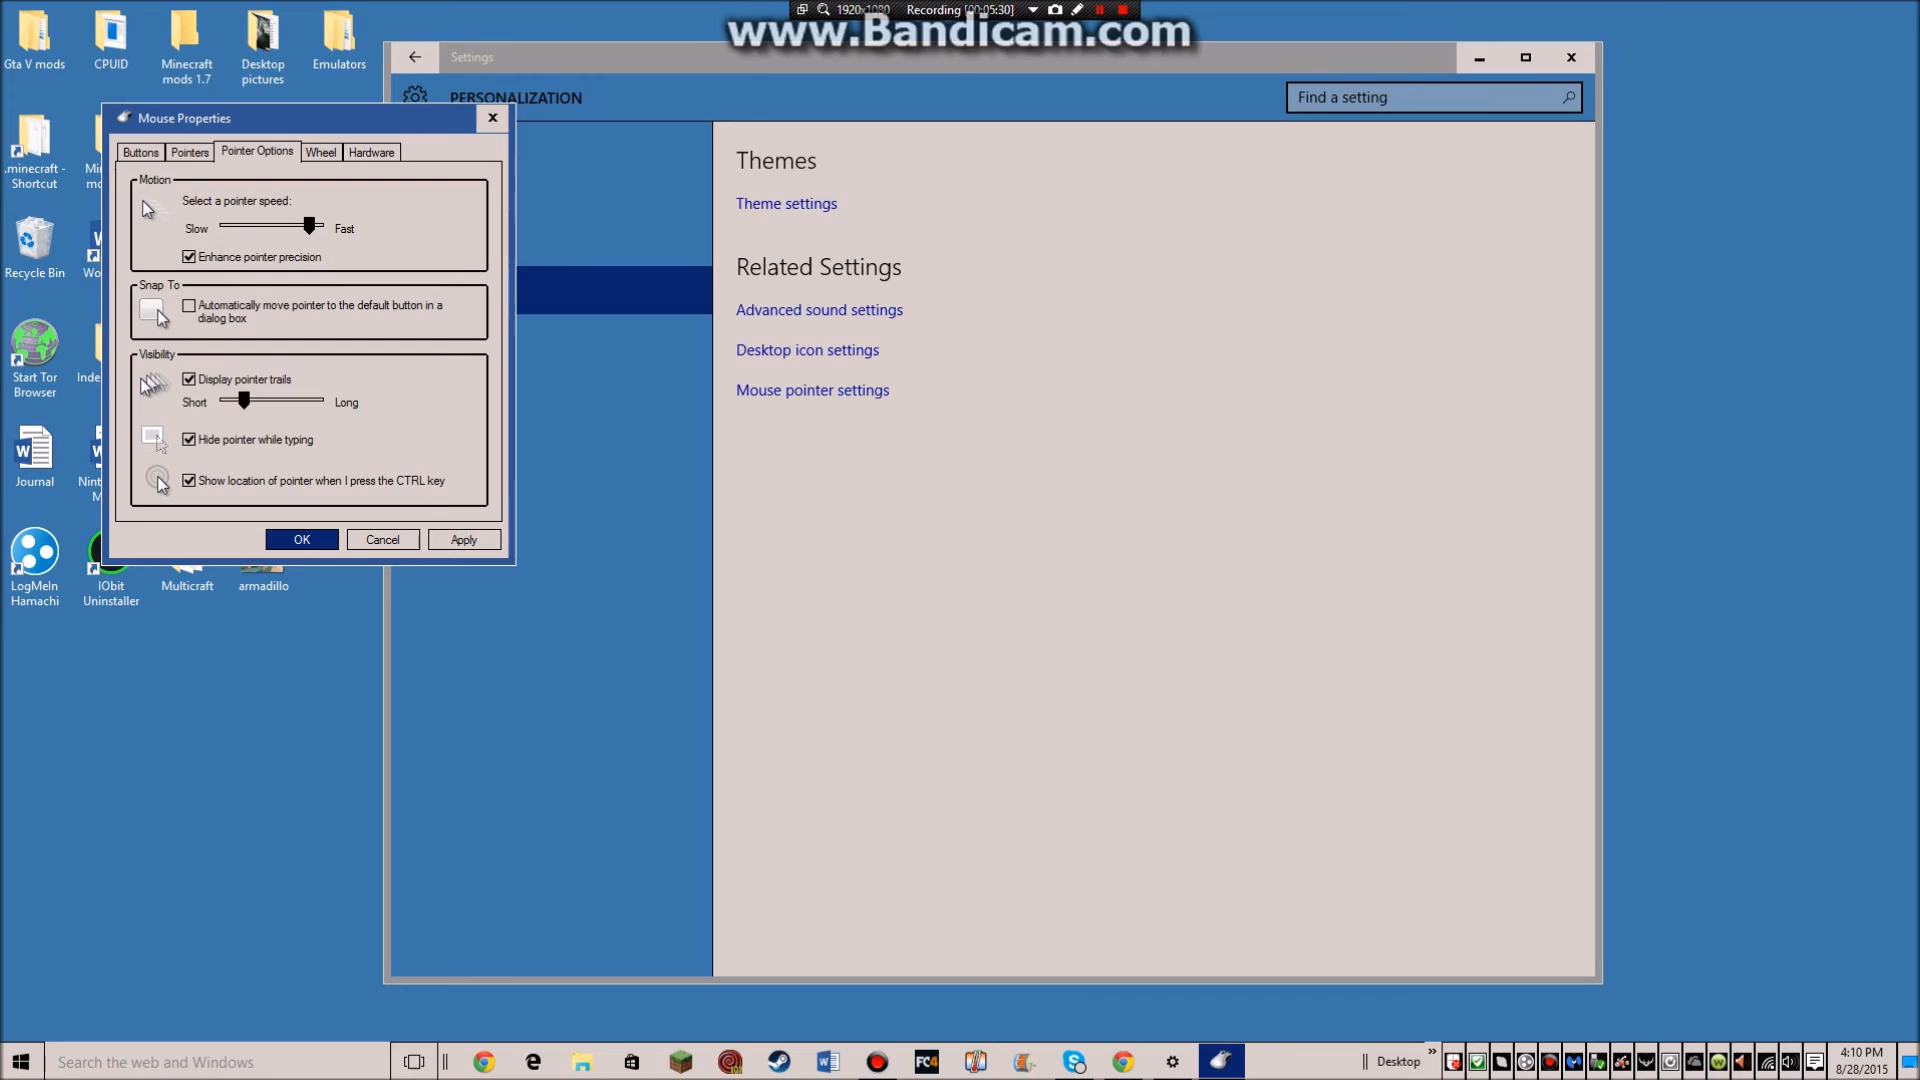 1920x1080 Recording [00:05:30]
www.Bandicam.com
Gta V mods
CPUID
Minecraft
mods 1.7
Desktop
pictures
Emulators
.minecraft -
Shortcut
Recycle Bin
Start Tor
Browser
Journal
LogMeIn
Hamachi
IObit
Uninstaller
Multicraft
armadillo
Settings
PERSONALIZATION
Find a setting
Mouse Properties
Buttons
Pointers
Pointer Options
Wheel
Hardware
Motion
Select a pointer speed:
Slow
Fast
Enhance pointer precision
Snap To
Automatically move pointer to the default button in a
dialog box
Visibility
Display pointer trails
Short
Long
Hide pointer while typing
Show location of pointer when I press the CTRL key
OK
Cancel
Apply
Themes
Theme settings
Related Settings
Advanced sound settings
Desktop icon settings
Mouse pointer settings
Search the web and Windows
FC4
Desktop
4:10 PM
8/28/2015